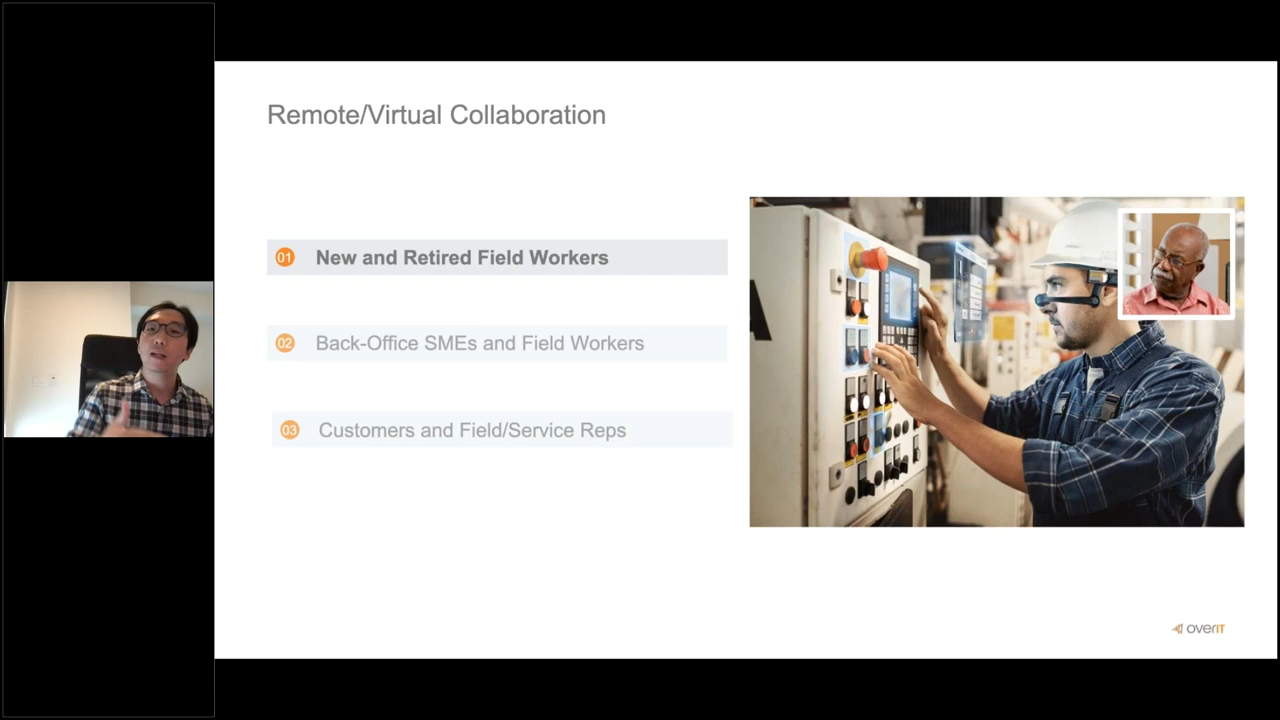 Remote/Virtual Collaboration
01 New and Retired Field Workers
02 Back-Office SMEs and Field Workers
03 Customers and Field/Service Reps
overIT